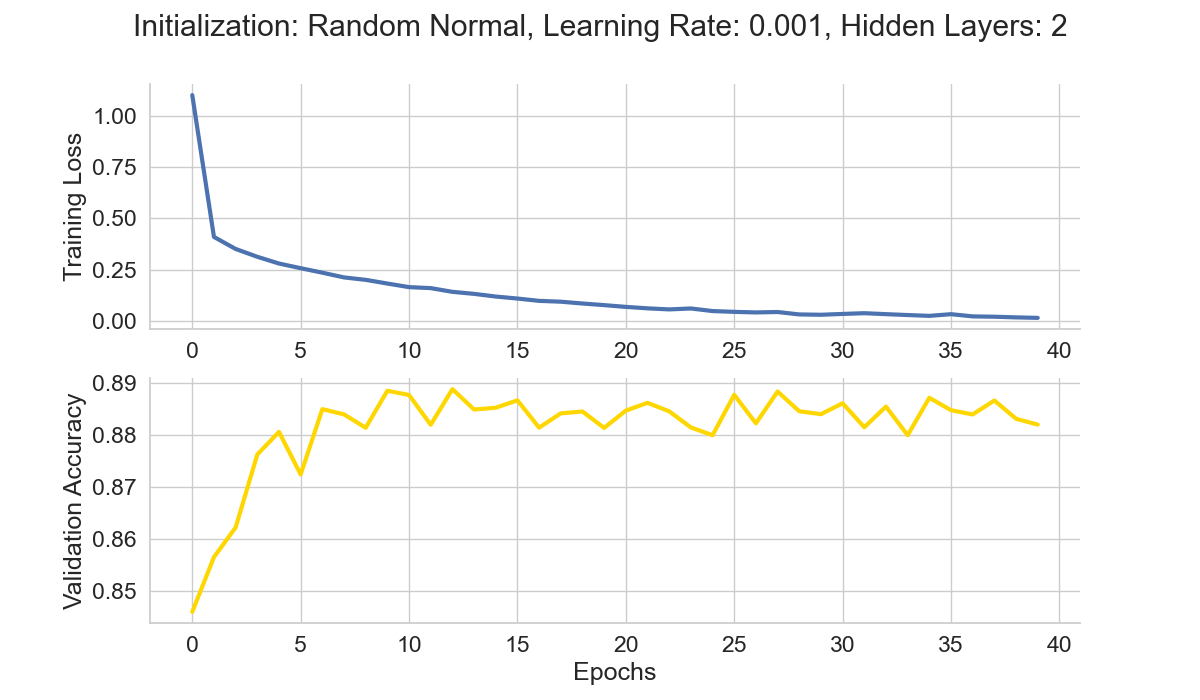 Initialization: Random Normal, Learning Rate: 0.001, Hidden Layers: 2
Training Loss
1.00
0.75
0.50
0.25
0.00
0 5 10 15 20 25 30 35 40
Validation Accuracy
0.89
0.88
0.87
0.86
0.85
0 5 10 15 20 25 30 35 40
Epochs